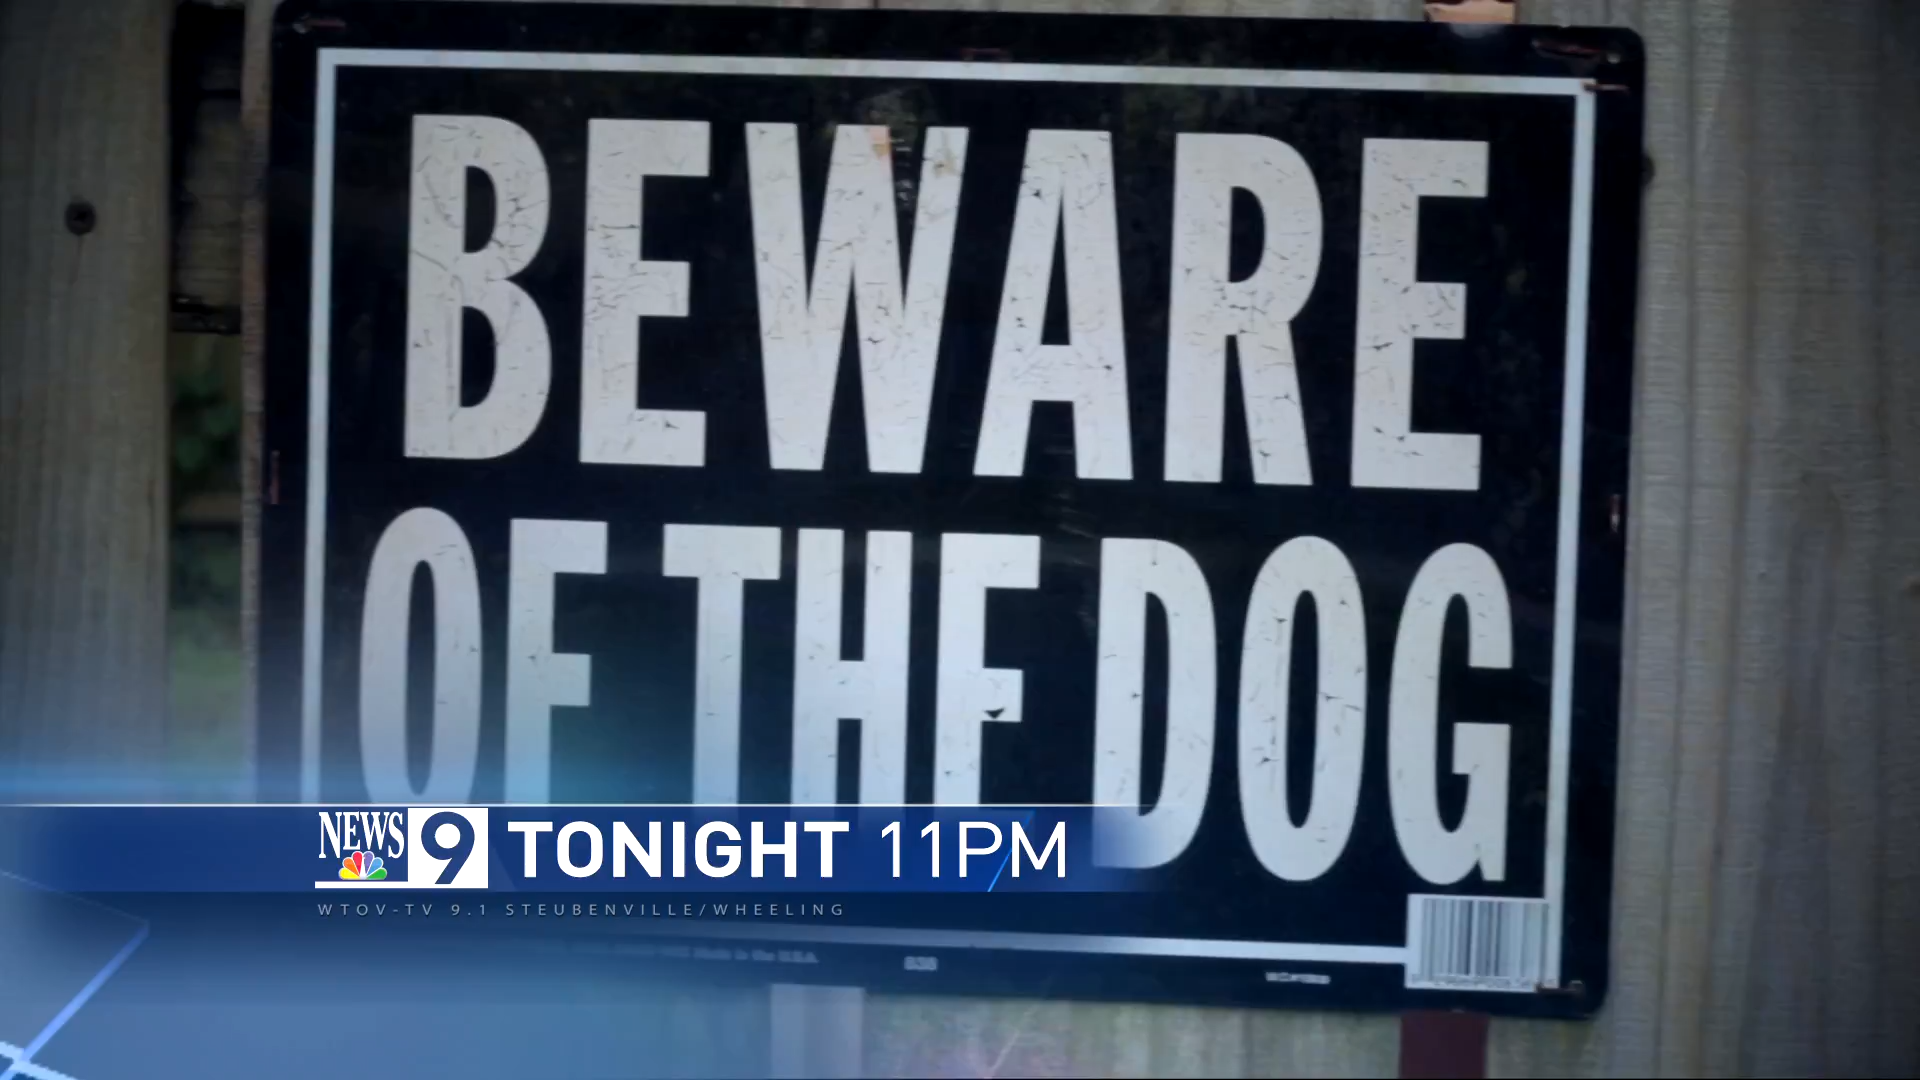 BEWARE
OF THE DOG
NEWS 9 TONIGHT 11PM
WTOV-TV 9.1 STEUBENVILLE/WHEELING